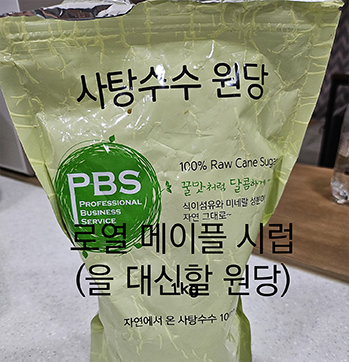 사탕수수 원당
100% Raw Cane Sugar
꿀맛처럼 달콤하게~
PBS
PROFESSIONAL
BUSINESS
SERVICE
식이섬유와 미네랄 성분이
자연 그대로~
로열 메이플 시럽
(을 대신할 원당)
1kg
자연에서 온 사탕수수 10